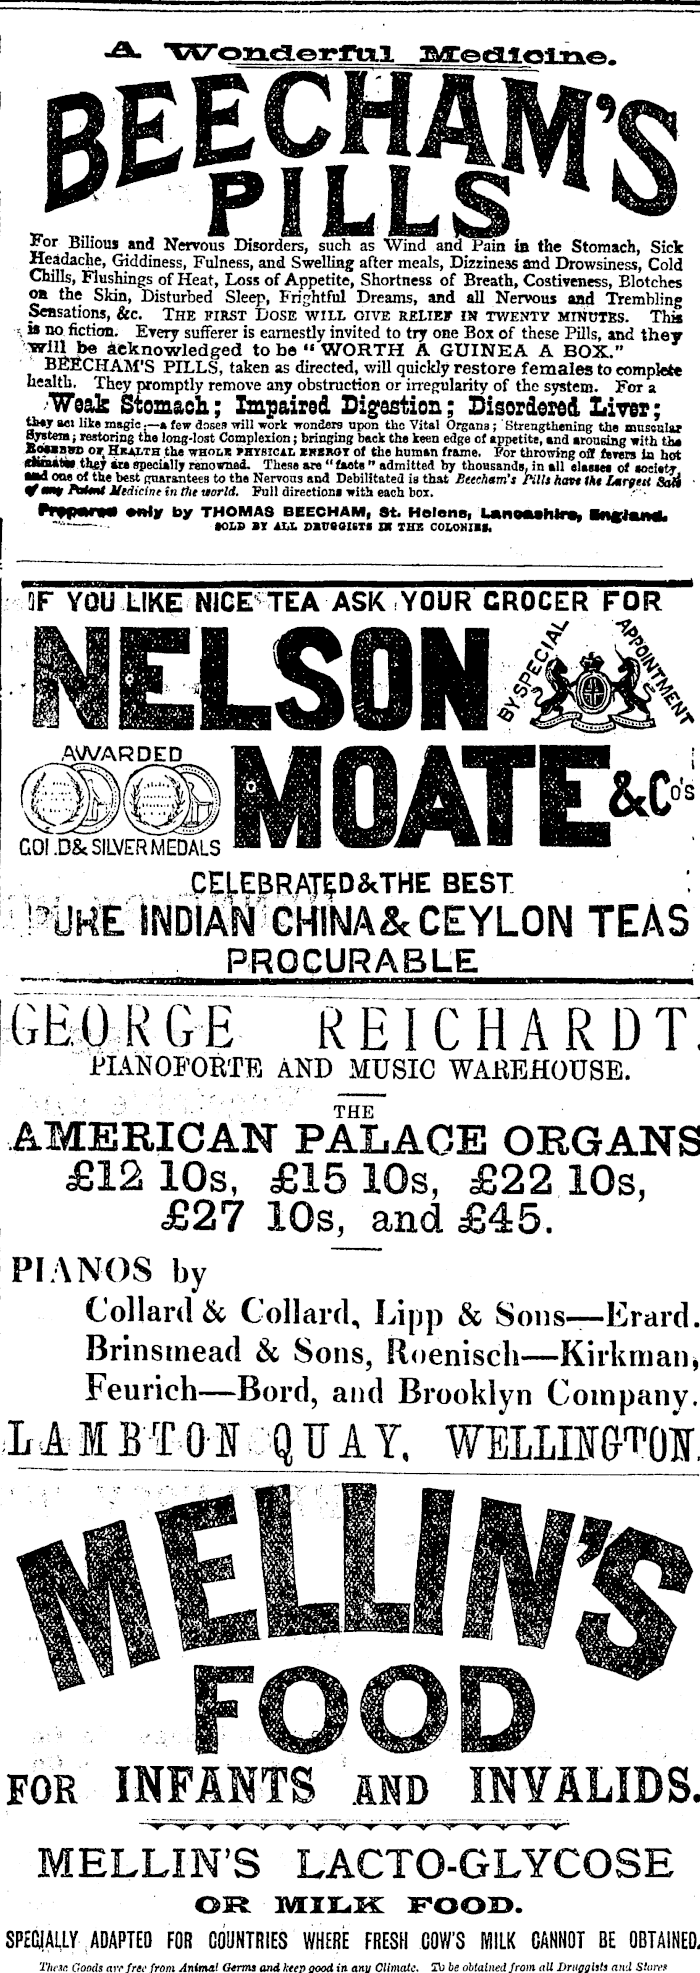 A Wonderful Medicine.
BEECHAM'S
PILLS
For Bilious and Nervous Disorders, such as Wind and Pain in the Stomach, Sick
Headache, Giddiness, Fulness, and Swelling after meals, Dizziness and Drowsiness, Cold
Chills, Flushings of Heat, Loss of Appetite, Shortness of Breath, Costiveness, Blotches
on the Skin, Disturbed Sleep, Frightful Dreams, and all Nervous and Trembling
Sensations, &c. THE FIRST DOSE WILL GIVE RELIEF IN TWENTY MINUTES. This
is no fiction. Every sufferer is earnestly invited to try one Box of these Pills, and they
will be acknowledged to be "WORTH A GUINEA A BOX."
BEECHAM'S PILLS, taken as directed, will quickly restore females to complete
health. They promptly remove any obstruction or irregularity of the system. For a
Weak Stomach; Impaired Digestion; Disordered Liver;
they act like magic:—a few doses will work wonders upon the Vital Organs; Strengthening the muscular
System; restoring the long-lost Complexion; bringing back the keen edge of appetite, and arousing with the
ROSEBUD OF HEALTH the WHOLE PHYSICAL ENERGY of the human frame. For throwing off fevers in hot
climates they are specially renowned. These are "facts" admitted by thousands, in all classes of society,
and one of the best guarantees to the Nervous and Debilitated is that Beecham's Pills have the Largest Sale
of any Patent Medicine in the world. Full directions with each box.
Prepared only by THOMAS BEECHAM, St. Helens, Lancashire, England.
SOLD BY ALL DRUGGISTS IN THE COLONIES.
IF YOU LIKE NICE TEA ASK YOUR GROCER FOR
NELSON
BY SPECIAL APPOINTMENT
AWARDED
MOATE & Co's
GOLD & SILVER MEDALS
CELEBRATED & THE BEST
PURE INDIAN CHINA & CEYLON TEAS
PROCURABLE
GEORGE REICHARDT.
PIANOFORTE AND MUSIC WAREHOUSE.
THE
AMERICAN PALACE ORGANS
£12 10s, £15 10s, £22 10s,
£27 10s, and £45.
PIANOS by
Collard & Collard, Lipp & Sons—Erard.
Brinsmead & Sons, Roenisch—Kirkman,
Feurich—Bord, and Brooklyn Company.
LAMBTON QUAY, WELLINGTON.
MELLIN'S
FOOD
FOR INFANTS AND INVALIDS.
MELLIN'S LACTO-GLYCOSE
OR MILK FOOD.
SPECIALLY ADAPTED FOR COUNTRIES WHERE FRESH COW'S MILK CANNOT BE OBTAINED.
These Goods are free from Animal Germs and keep good in any Climate. To be obtained from all Druggists and Stores